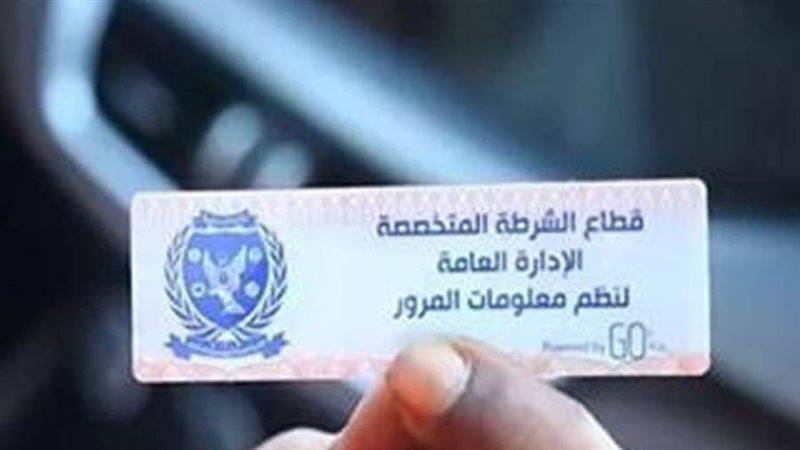 قطاع الشرطة المتخصصة
الإدارة العامة
لنظم معلومات المرور
Powered by GO